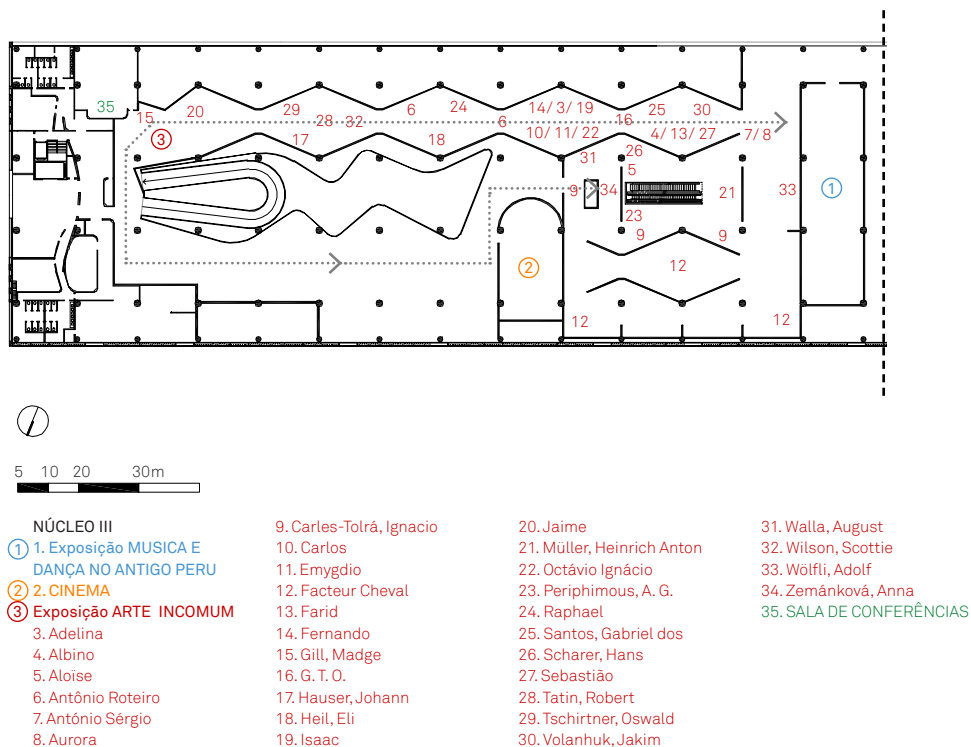 35
15
20
29
28
32
6
24
14/ 3/ 19
6
16
25
30
3
17
18
10/ 11/ 22
4/ 13/ 27
7/ 8
31
26
5
9
34
21
33
1
23
9
9
2
12
12
12
5 10 20 30m
NÚCLEO III
1 1. Exposição MUSICA E
DANÇA NO ANTIGO PERU
2 2. CINEMA
3 Exposição ARTE INCOMUM
3. Adelina
4. Albino
5. Aloïse
6. Antônio Roteiro
7. António Sérgio
8. Aurora
9. Carles-Tolrá, Ignacio
10. Carlos
11. Emygdio
12. Facteur Cheval
13. Farid
14. Fernando
15. Gill, Madge
16. G. T. O.
17. Hauser, Johann
18. Heil, Eli
19. Isaac
20. Jaime
21. Müller, Heinrich Anton
22. Octávio Ignácio
23. Periphimous, A. G.
24. Raphael
25. Santos, Gabriel dos
26. Scharer, Hans
27. Sebastião
28. Tatin, Robert
29. Tschirtner, Oswald
30. Volanhuk, Jakim
31. Walla, August
32. Wilson, Scottie
33. Wölfli, Adolf
34. Zemánková, Anna
35. SALA DE CONFERÊNCIAS